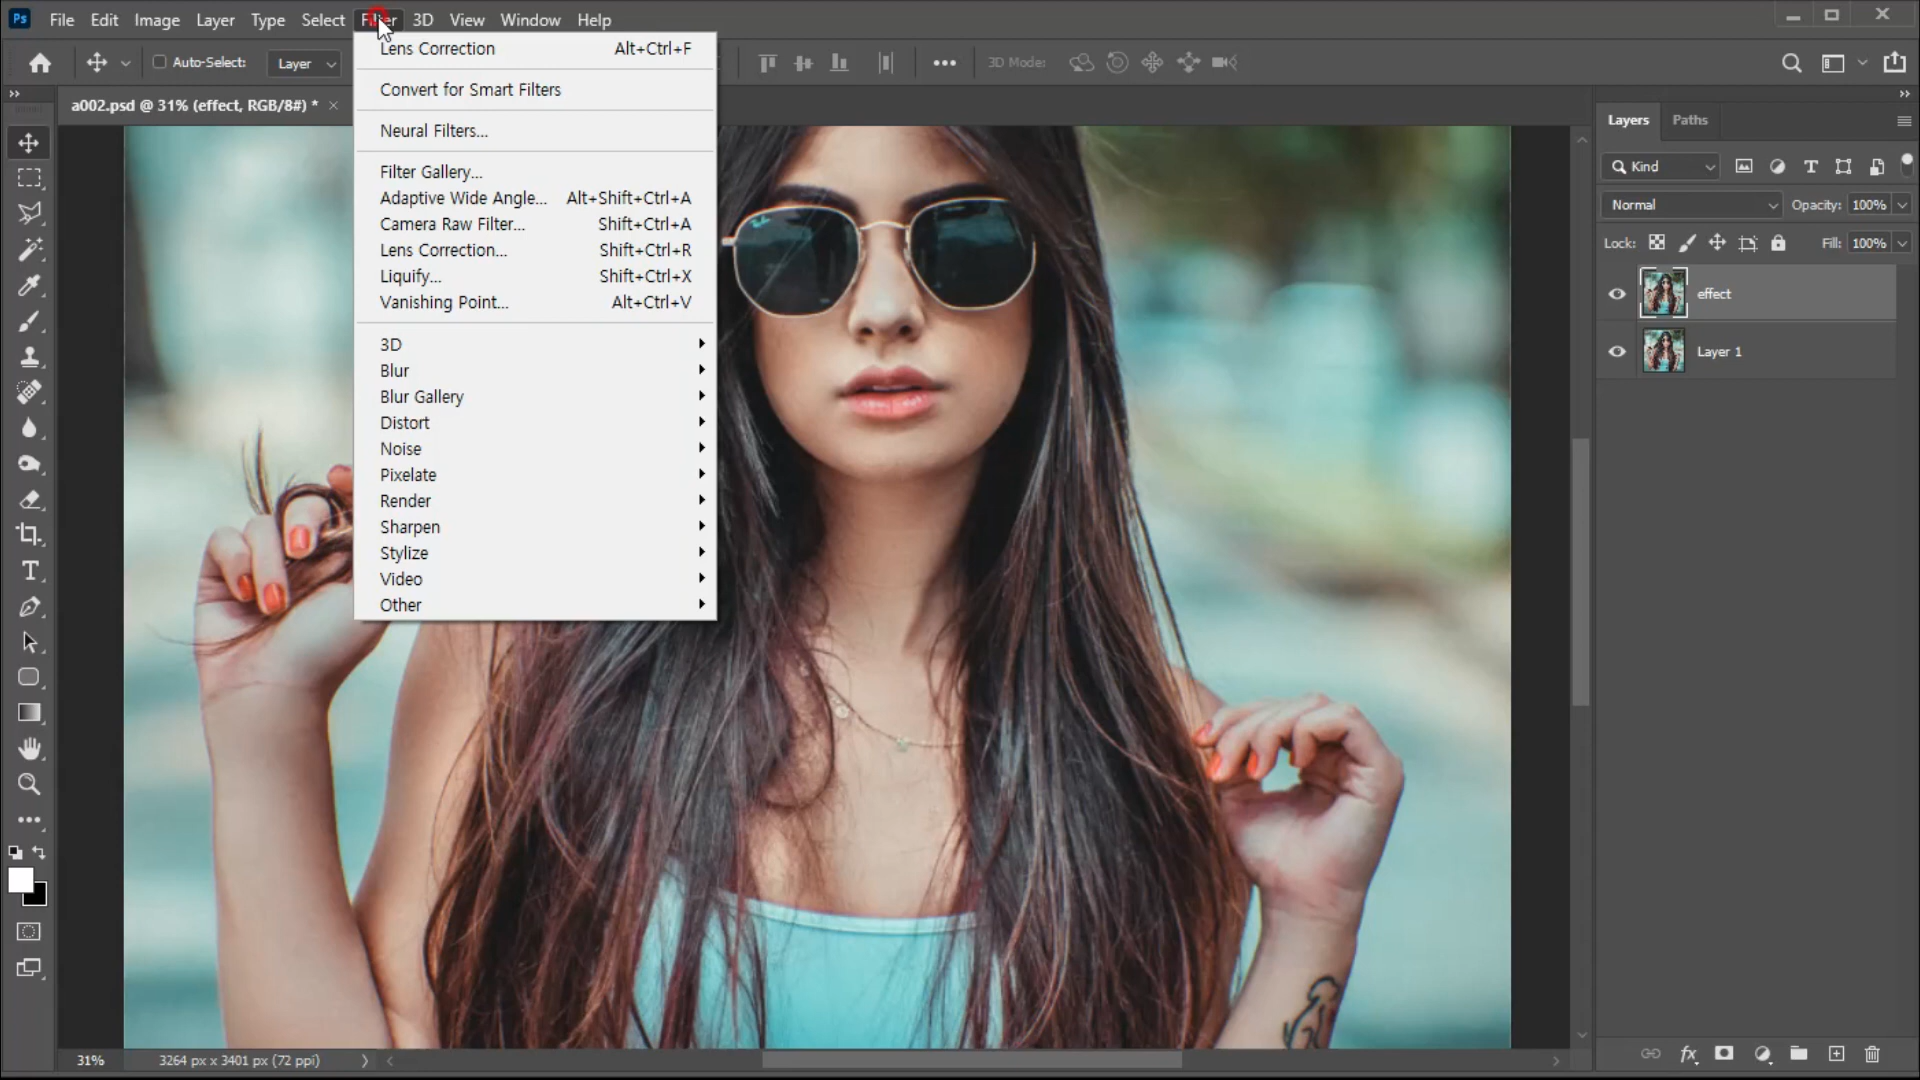 Ps File Edit Image Layer Type Select Filter 3D View Window Help
Auto-Select: Layer 3D Mode:
a002.psd @ 31% (effect, RGB/8#) * ×
Lens Correction Alt+Ctrl+F
Convert for Smart Filters
Neural Filters...
Filter Gallery...
Adaptive Wide Angle... Alt+Shift+Ctrl+A
Camera Raw Filter... Shift+Ctrl+A
Lens Correction... Shift+Ctrl+R
Liquify... Shift+Ctrl+X
Vanishing Point... Alt+Ctrl+V
3D
Blur
Blur Gallery
Distort
Noise
Pixelate
Render
Sharpen
Stylize
Video
Other
Layers Paths
Kind
Normal Opacity: 100%
Lock: Fill: 100%
effect
Layer 1
31% 3264 px x 3401 px (72 ppi)